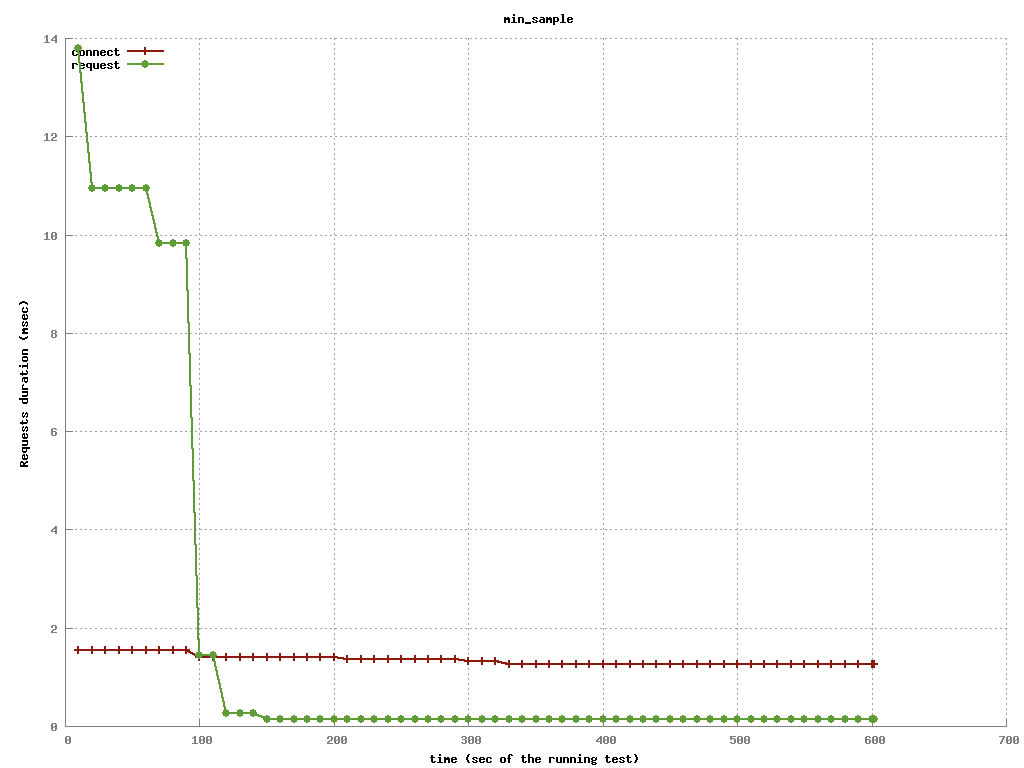 min_sample
connect
request
14
12
10
8
6
4
2
0
Requests duration (msec)
0 100 200 300 400 500 600 700
time (sec of the running test)